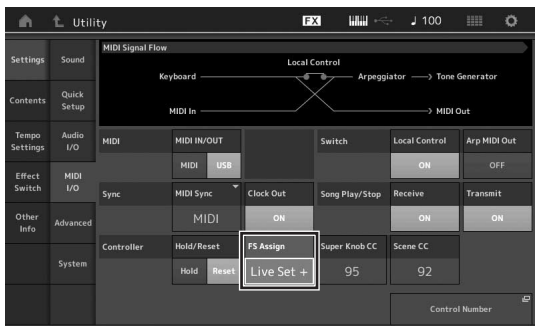 Utility FX 100
Settings Sound
Contents Quick Setup
Tempo Settings Audio I/O
Effect Switch MIDI I/O
Other Info Advanced
System
MIDI Signal Flow
Local Control
Keyboard Arpeggiator Tone Generator
MIDI In MIDI Out
MIDI MIDI IN/OUT Switch Local Control Arp MIDI Out
MIDI USB ON OFF
Sync MIDI Sync Clock Out Song Play/Stop Receive Transmit
MIDI ON ON ON
Controller Hold/Reset FS Assign Super Knob CC Scene CC
Hold Reset Live Set + 95 92
Control Number